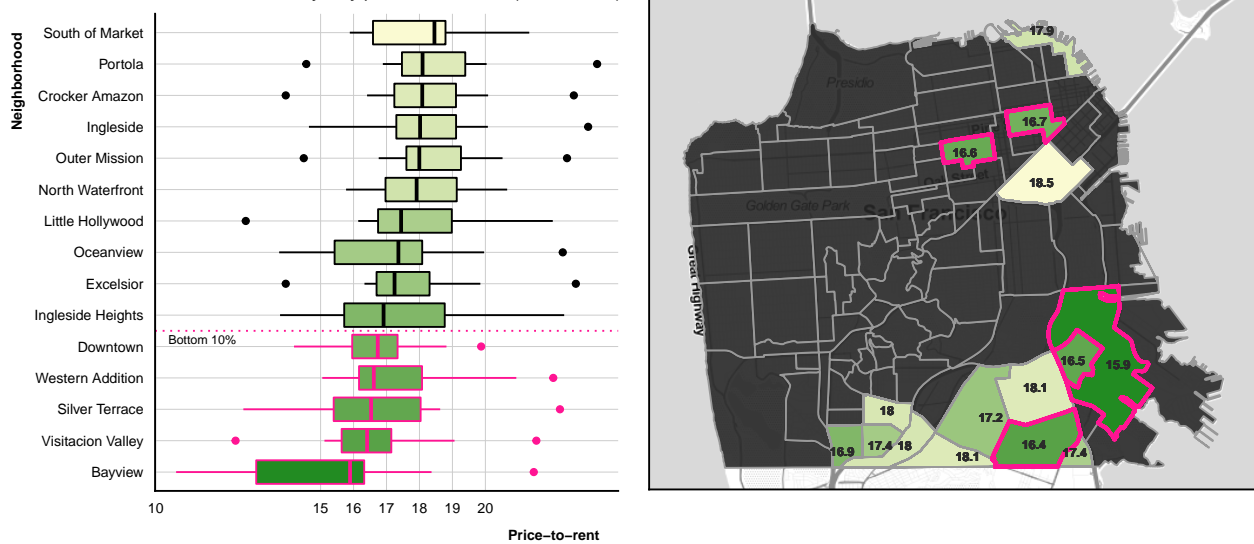 Neighborhood
South of Market
Portola
Crocker Amazon
Ingleside
Outer Mission
North Waterfront
Little Hollywood
Oceanview
Excelsior
Ingleside Heights
Bottom 10%
Downtown
Western Addition
Silver Terrace
Visitacion Valley
Bayview
10 15 16 17 18 19 20
Price–to–rent
17.9
Presidio
16.7
16.6
18.5
Golden Gate Park
San Francisco
Great Highway
16.5
15.9
18.1
18
17.2
16.9
17.4
18
18.1
16.4
17.4